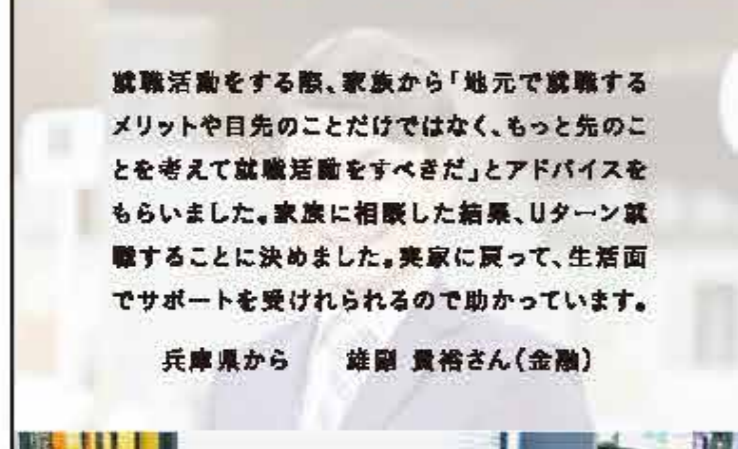 就職活動をする際、家族から「地元で就職する
メリットや目先のことだけではなく、もっと先のこ
とを考えて就職活動をすべきだ」とアドバイスを
もらいました。家族に相談した結果、Uターン就
職することに決めました。実家に戻って、生活面
でサポートを受けれられるので助かっています。
兵庫県から 貴裕さん(金融)